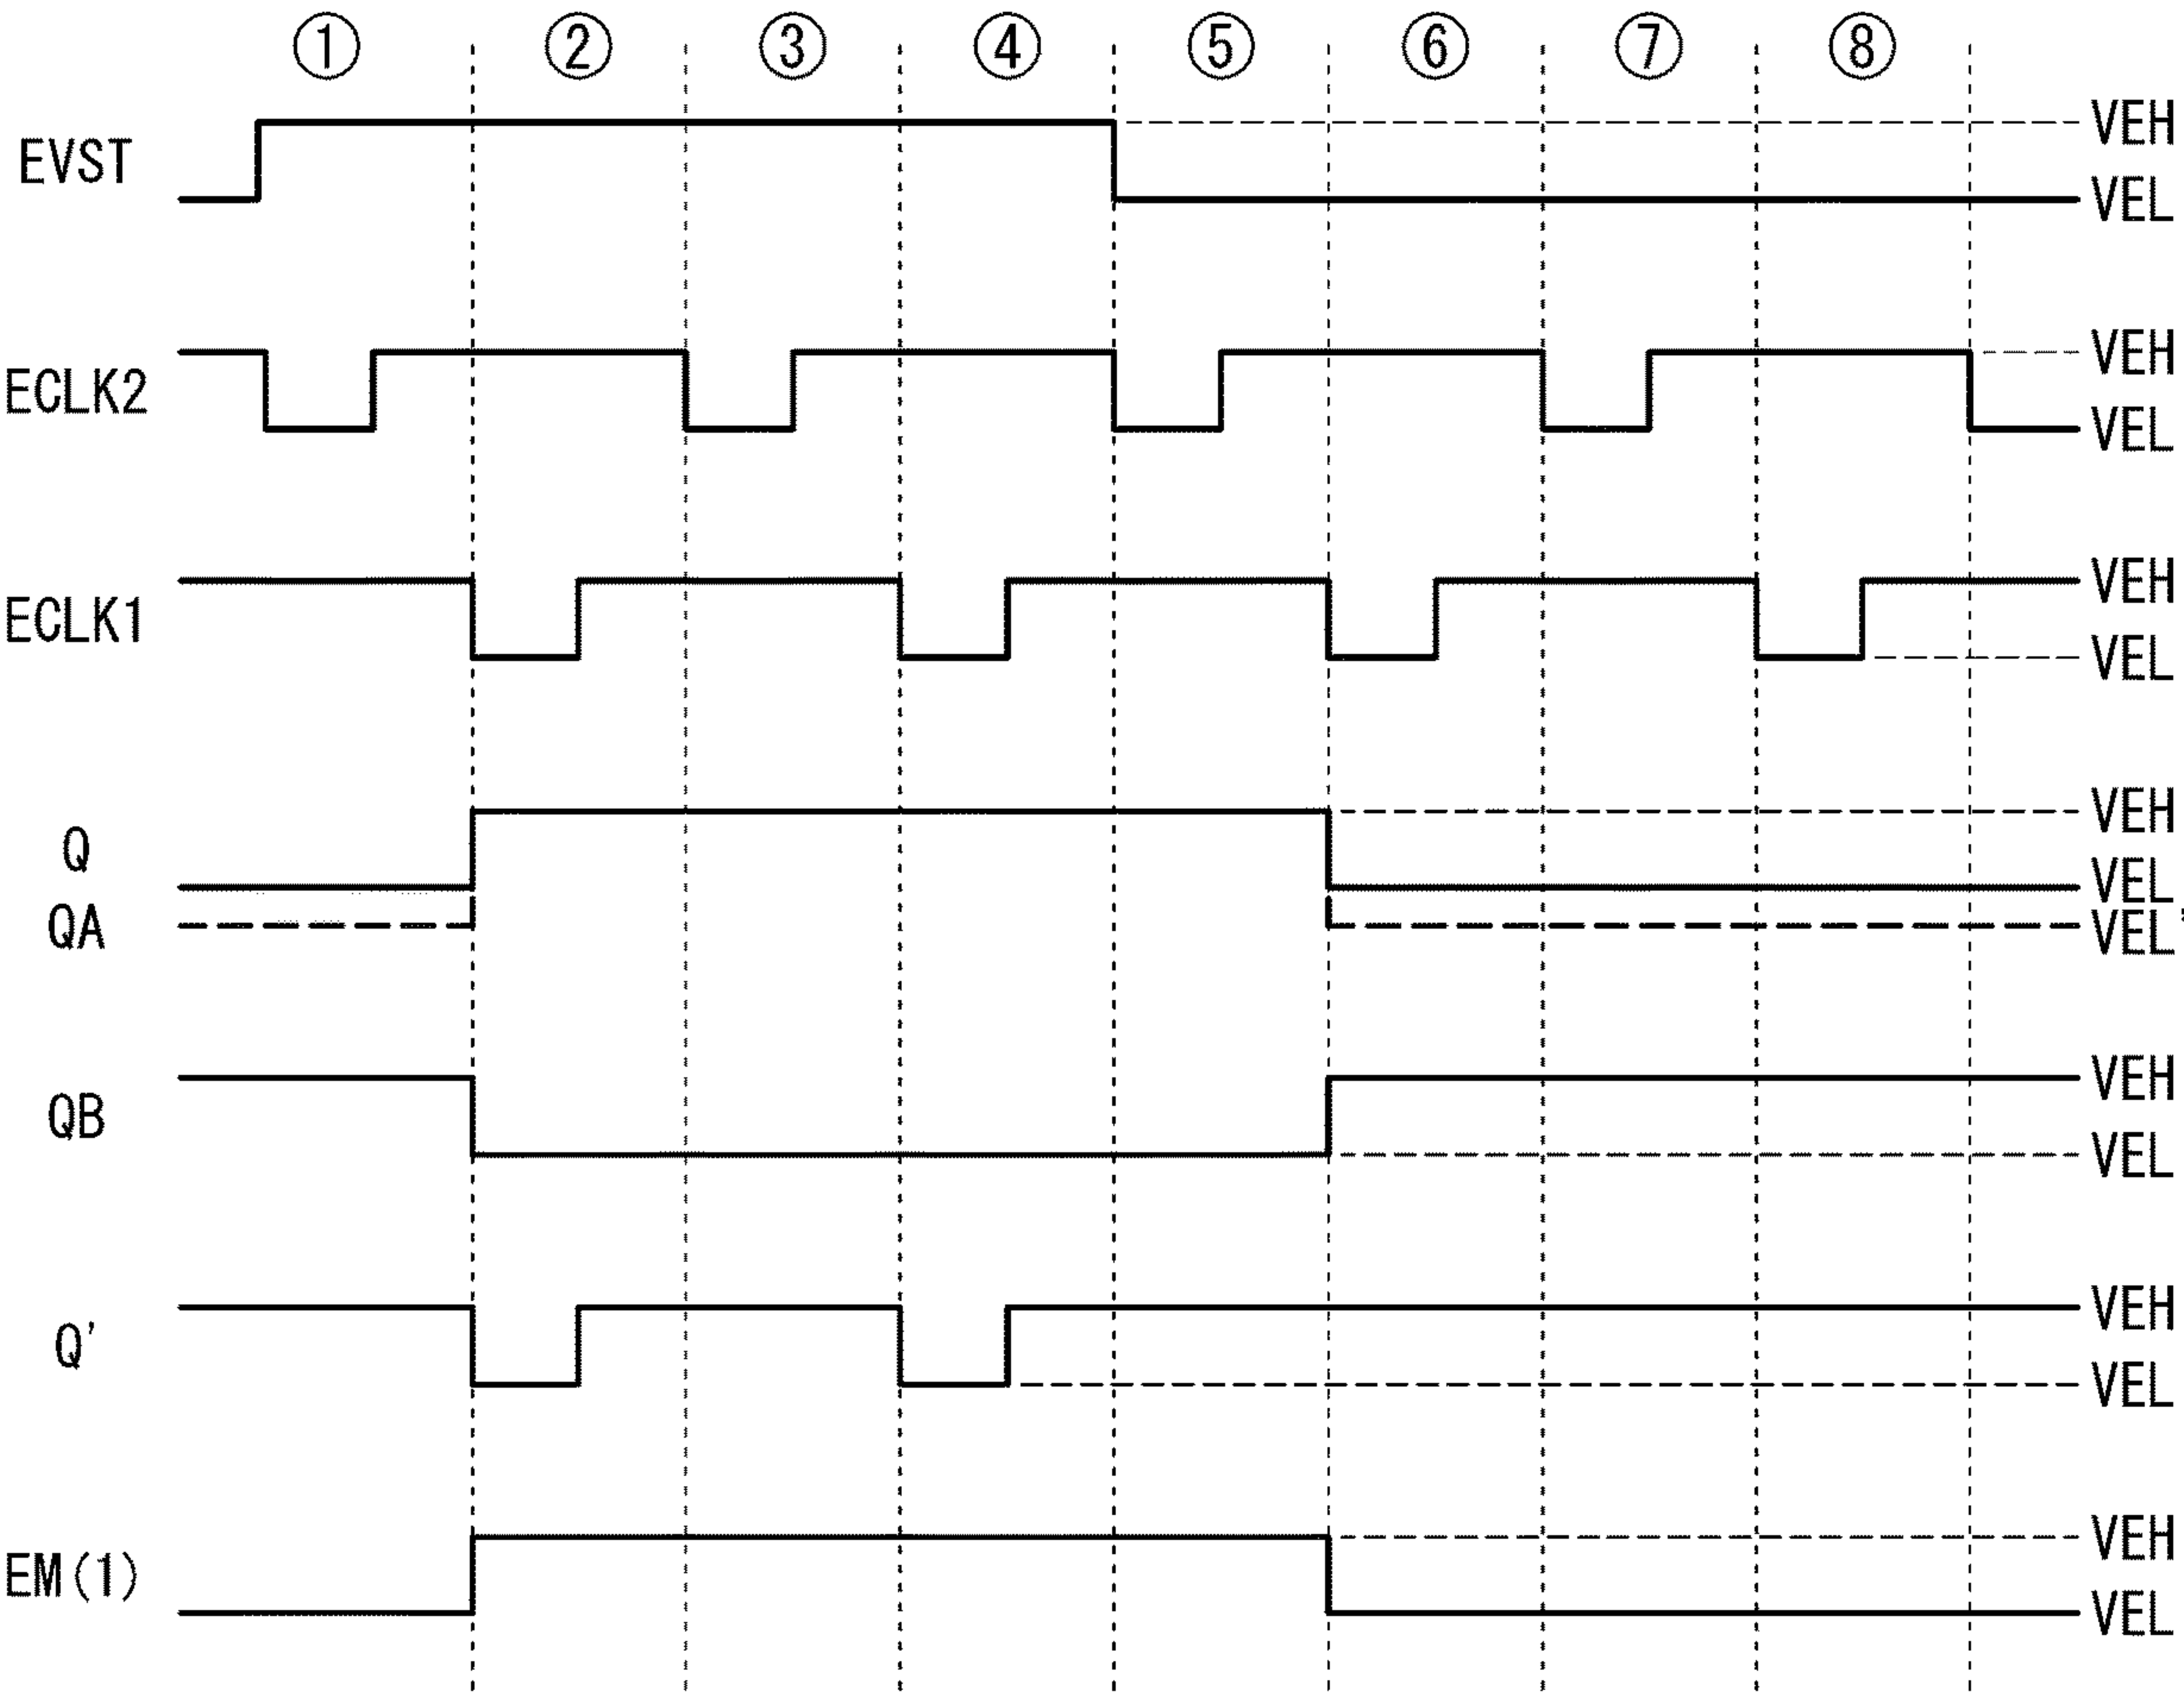 ① ② ③ ④ ⑤ ⑥ ⑦ ⑧
VEH
EVST
VEL
VEH
ECLK2
VEL
VEH
ECLK1
VEL
VEH
Q
VEL
QA
VEL'
VEH
QB
VEL
VEH
Q'
VEL
VEH
EM(1)
VEL